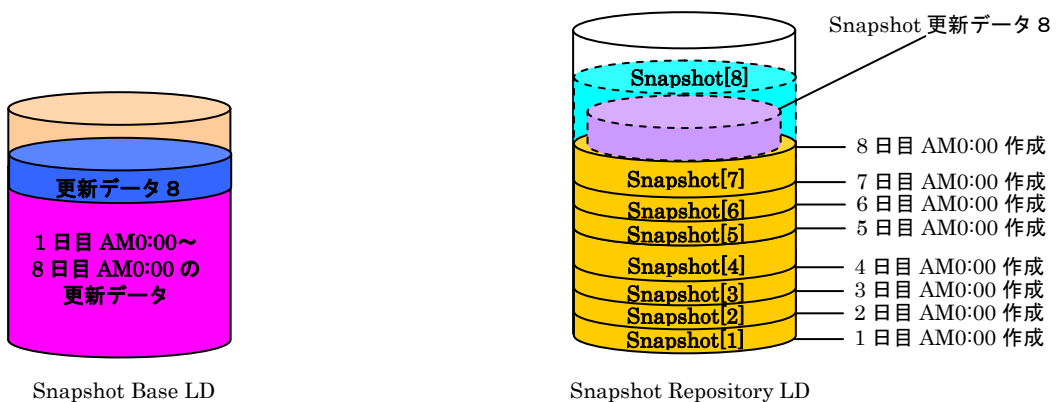 Snapshot 更新データ８
Snapshot[8]
8 日目 AM0:00 作成
更新データ８
Snapshot[7]
7 日目 AM0:00 作成
Snapshot[6]
6 日目 AM0:00 作成
Snapshot[5]
5 日目 AM0:00 作成
1 日目 AM0:00～
8 日目 AM0:00 の
更新データ
Snapshot[4]
4 日目 AM0:00 作成
Snapshot[3]
3 日目 AM0:00 作成
Snapshot[2]
2 日目 AM0:00 作成
Snapshot[1]
1 日目 AM0:00 作成
Snapshot Base LD
Snapshot Repository LD